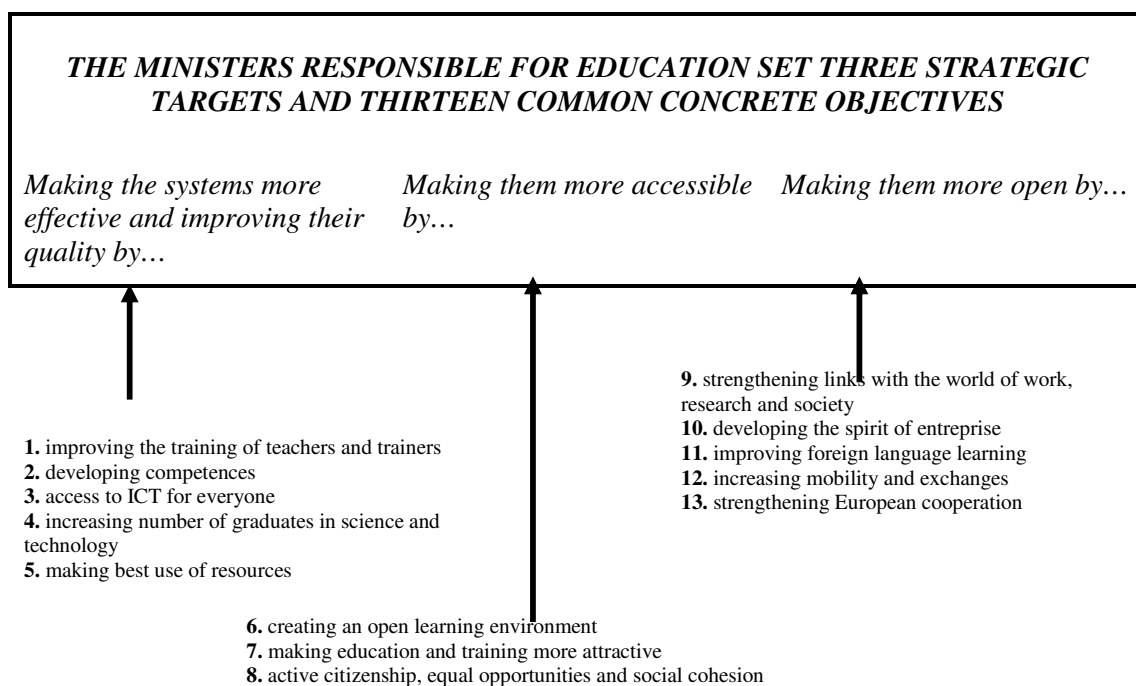 THE MINISTERS RESPONSIBLE FOR EDUCATION SET THREE STRATEGIC
TARGETS AND THIRTEEN COMMON CONCRETE OBJECTIVES
Making the systems more
effective and improving their
quality by…
Making them more accessible
by…
Making them more open by…
1. improving the training of teachers and trainers
2. developing competences
3. access to ICT for everyone
4. increasing number of graduates in science and
technology
5. making best use of resources
6. creating an open learning environment
7. making education and training more attractive
8. active citizenship, equal opportunities and social cohesion
9. strengthening links with the world of work,
research and society
10. developing the spirit of entreprise
11. improving foreign language learning
12. increasing mobility and exchanges
13. strengthening European cooperation